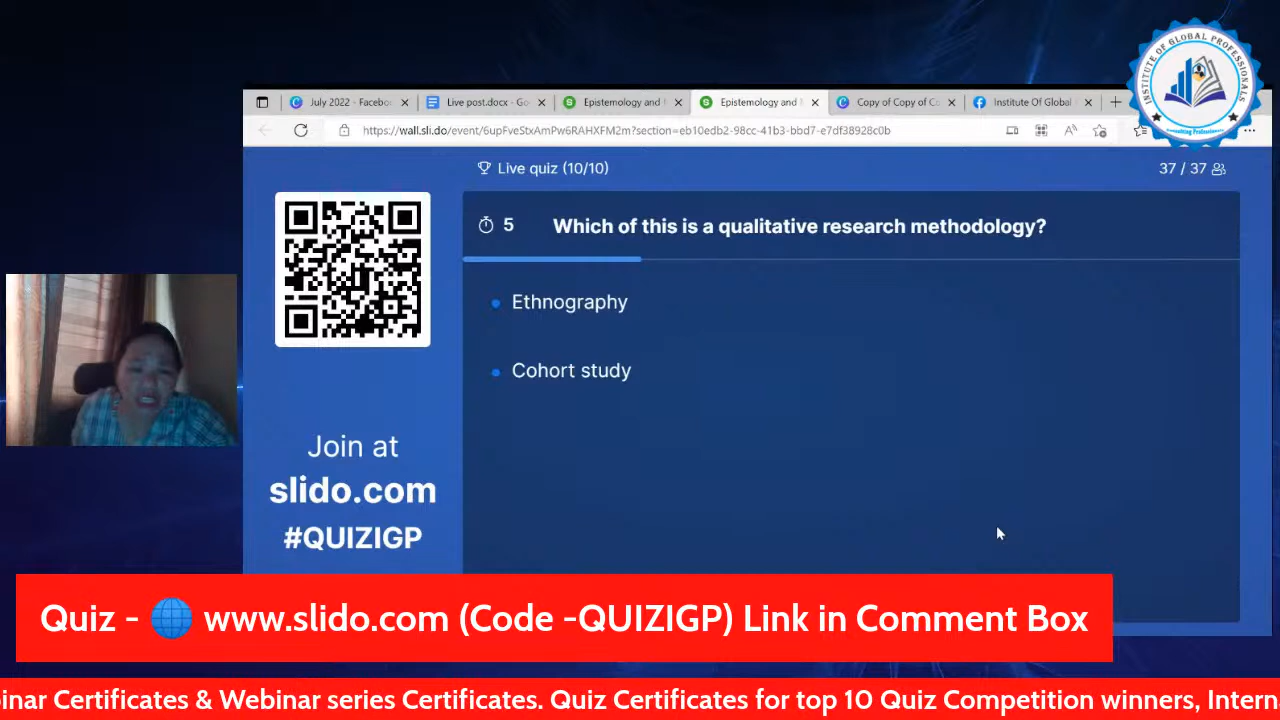 INSTITUTE OF GLOBAL PROFESSIONALS
Consulting Professionals
July 2022 - Facebo
Live post.docx - Go
Epistemology and
Epistemology and
Copy of Copy of C
Institute Of Global
https://wall.sli.do/event/6upFveStxAmPw6RAHXFM2m?section=eb10edb2-98cc-41b3-bbd7-e7df38928c0b
Live quiz (10/10)
37 / 37
5
Which of this is a qualitative research methodology?
Ethnography
Cohort study
Join at
slido.com
#QUIZIGP
Quiz - 🌐 www.slido.com (Code -QUIZIGP) Link in Comment Box
inar Certificates & Webinar series Certificates. Quiz Certificates for top 10 Quiz Competition winners, Intern